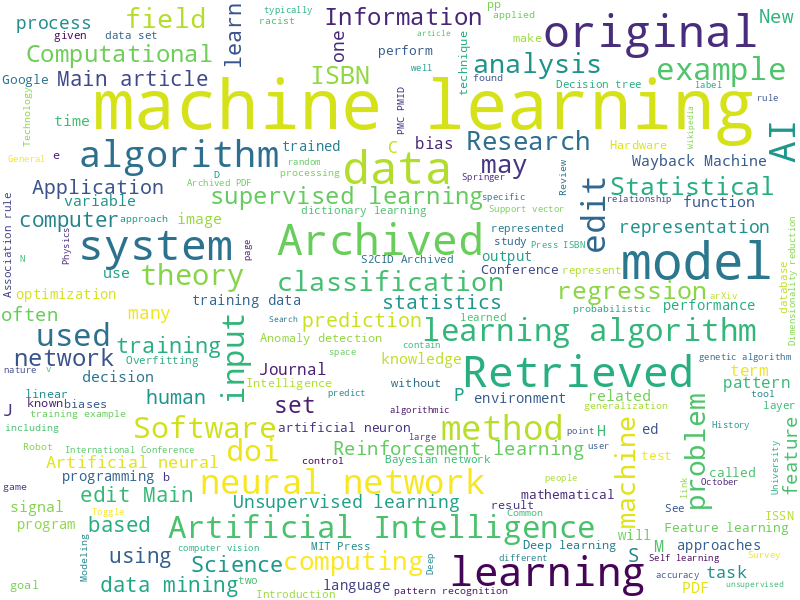 process
typically
racist
field
learn
Information
one
pp
applied
article
make
original
New
given
data set
Computational
Google
Main article
ISBN
perform
well
technique
analysis
found
Decision tree
example
label
rule
Technology
time
machine learning
PMC PMID
wikipedia
AI
General
e
algorithm
trained
data
C
bias
Research
may
Springer
Review
Hardware
Wayback Machine
D
random
processing
Archived PDF
Application
variable
supervised learning
specific
edit
Statistical
relationship
function
Association rule
computer
approach
image
dictionary learning
Support vector
represented
study
Press ISBN
representation
N
Physics
system
page
Archived
S2CID Archived
output
Conference
represent
model
use
theory
classification
regression
arXiv
database
Dimensionality reduction
optimization
training data
statistics
learned
probabilistic
performance
often
many
Search
prediction
contain
used
training
input
Anomaly detection
space
learning algorithm
network
Overfitting
Journal
knowledge
Retrieved
genetic algorithm
nature
v
decision
Intelligence
predict
without
related
term
tool
pattern
linear
human
set
P
environment
generalization
layer
J
known
biases
training example
algorithmic
problem
including
Software
artificial neuron
large
method
point
H
user
machine
ed
History
feature
Robot
International Conference
doi
Reinforcement learning
test
called
University
Artificial neural
control
Bayesian network
game
programming
b
neural network
people
link
October
signal
edit Main
Unsupervised learning
mathematical
result
See
ISSN
program
Toggle
based
Artificial Intelligence
Common
will
Feature learning
Modeling
using
computer vision
Science
MIT Press
computing
Deep
Deep learning
different
S
M
approaches
Self learning
Survey
goal
data mining
two
Introduction
language
pattern recognition
learning
accuracy
PDF
task
unsupervised